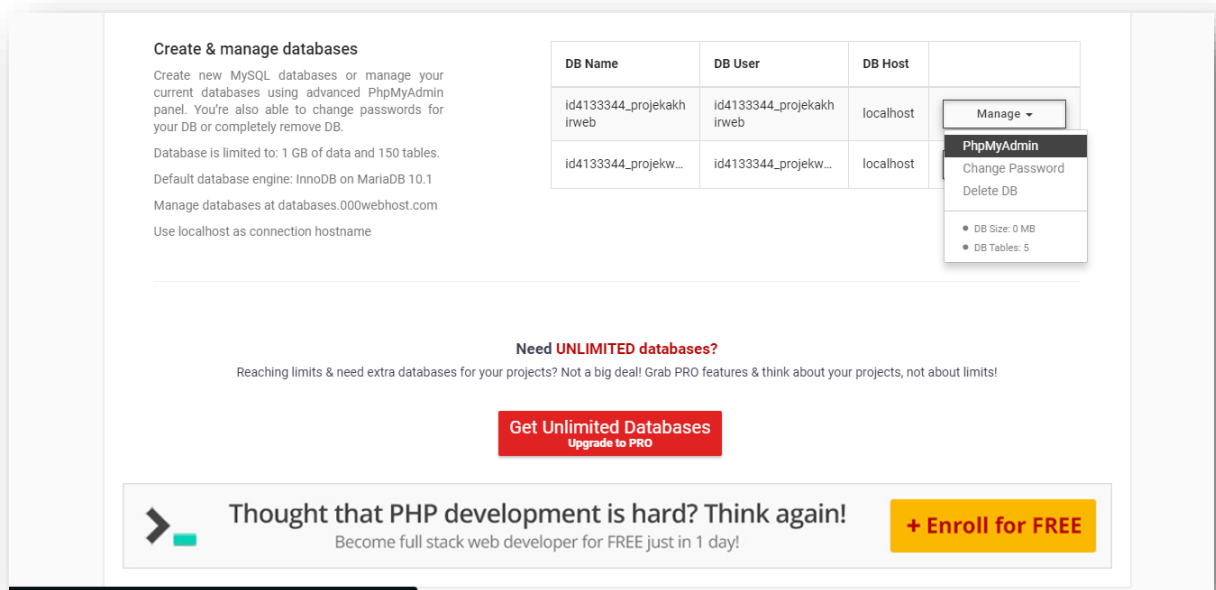 Create & manage databases
Create new MySQL databases or manage your
current databases using advanced PhpMyAdmin
panel. You're also able to change passwords for
your DB or completely remove DB.
Database is limited to: 1 GB of data and 150 tables.
Default database engine: InnoDB on MariaDB 10.1
Manage databases at databases.000webhost.com
Use localhost as connection hostname
DB Name DB User DB Host
id4133344_projekakh id4133344_projekakh localhost Manage
irweb irweb
id4133344_projekw... id4133344_projekw... localhost
PhpMyAdmin
Change Password
Delete DB
DB Size: 0 MB
DB Tables: 5
Need UNLIMITED databases?
Reaching limits & need extra databases for your projects? Not a big deal! Grab PRO features & think about your projects, not about limits!
Get Unlimited Databases
Upgrade to PRO
Thought that PHP development is hard? Think again!
Become full stack web developer for FREE just in 1 day!
+ Enroll for FREE